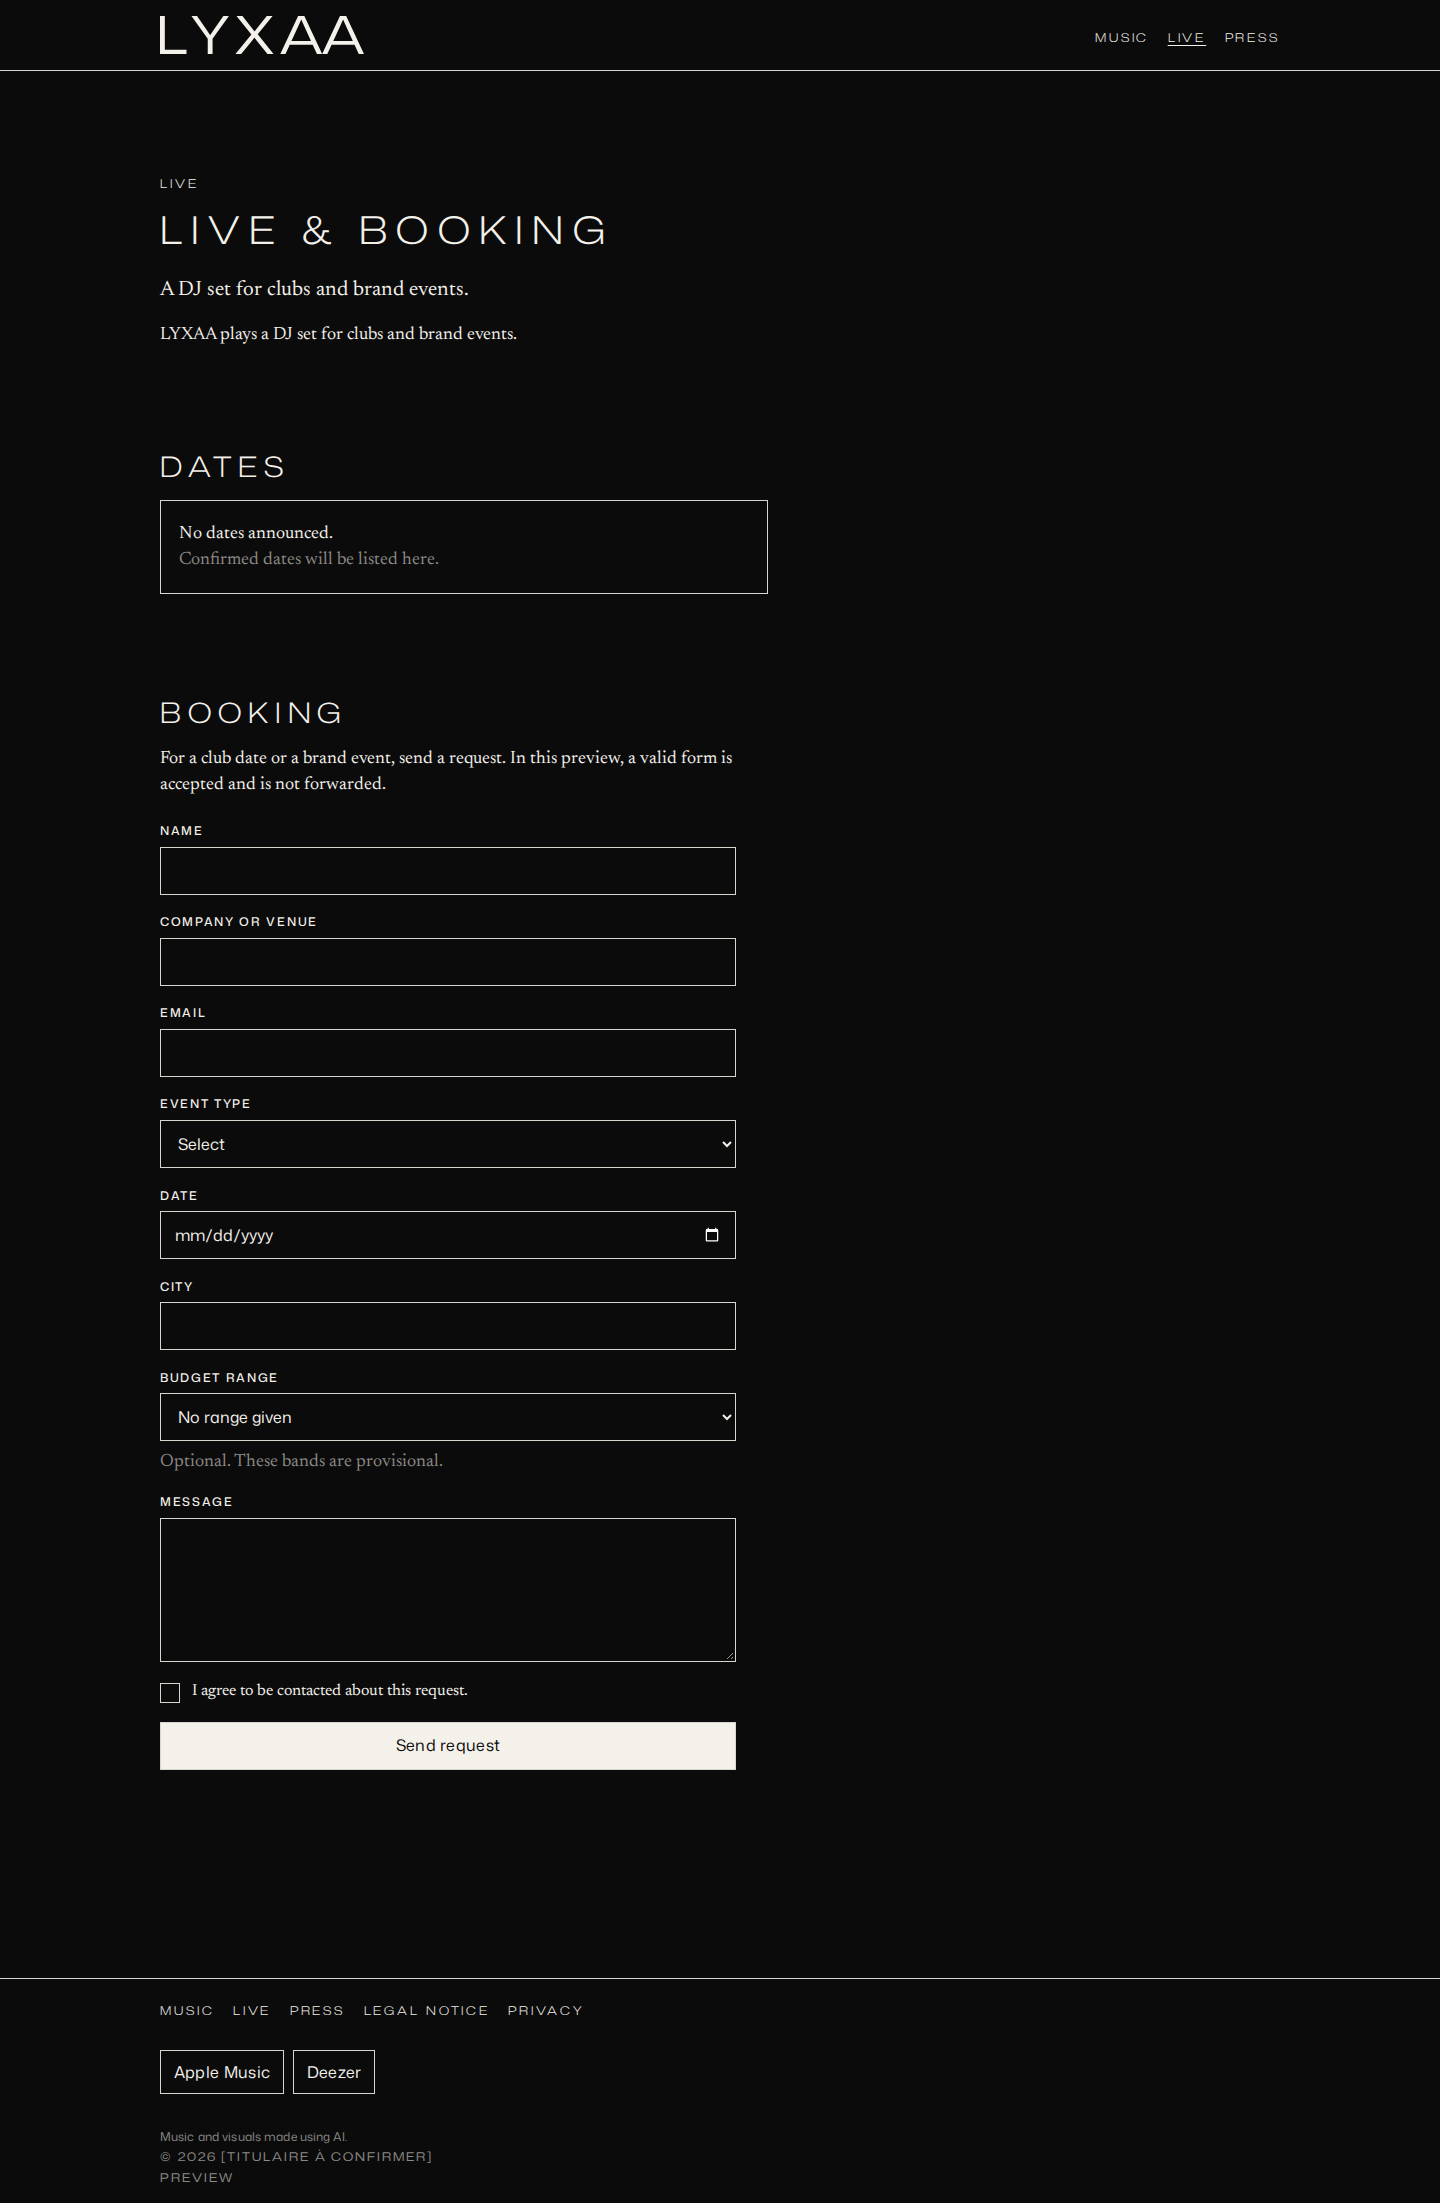 LYXAA
MUSIC LIVE PRESS
LIVE
LIVE & BOOKING
A DJ set for clubs and brand events.
LYXAA plays a DJ set for clubs and brand events.
DATES
No dates announced.
Confirmed dates will be listed here.
BOOKING
For a club date or a brand event, send a request. In this preview, a valid form is
accepted and is not forwarded.
NAME
COMPANY OR VENUE
EMAIL
EVENT TYPE
Select
DATE
mm/dd/yyyy
CITY
BUDGET RANGE
No range given
Optional. These bands are provisional.
MESSAGE
I agree to be contacted about this request.
Send request
MUSIC LIVE PRESS LEGAL NOTICE PRIVACY
Apple Music Deezer
Music and visuals made using AI.
© 2026 [TITULAIRE À CONFIRMER]
PREVIEW